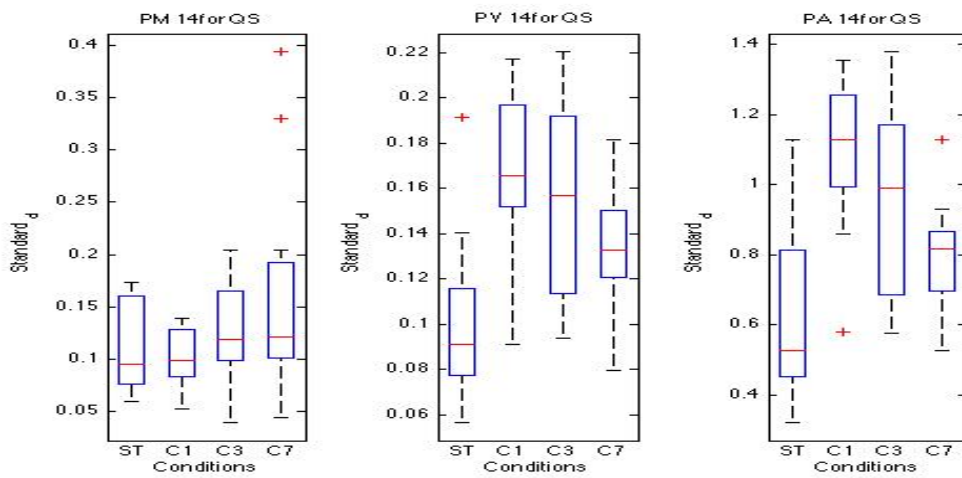 PM 14forQS
0.4
0.35
0.3
0.25
0.2
0.15
0.1
0.05
Standard_d
ST C1 C3 C7
Conditions
PV 14forQS
0.22
0.2
0.18
0.16
0.14
0.12
0.1
0.08
0.06
Standard_d
ST C1 C3 C7
Conditions
PA 14forQS
1.4
1.2
1
0.8
0.6
0.4
Standard_d
ST C1 C3 C7
Conditions